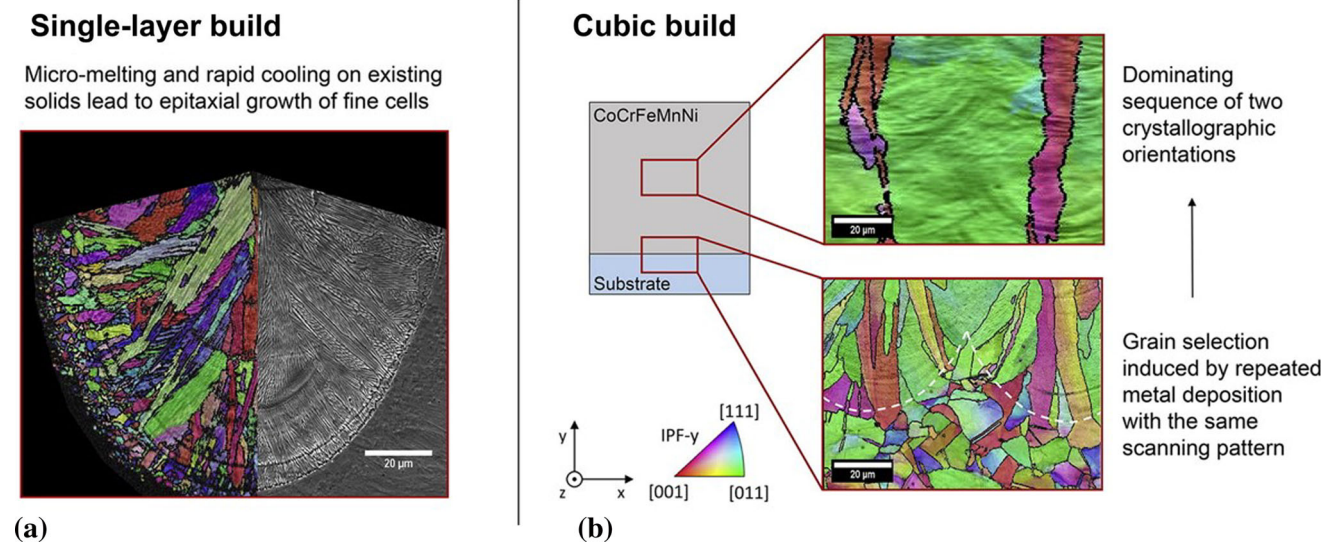 Single-layer build
Micro-melting and rapid cooling on existing
solids lead to epitaxial growth of fine cells
20 µm
(a)
Cubic build
CoCrFeMnNi
Substrate
20 µm
20 µm
Dominating
sequence of two
crystallographic
orientations
Grain selection
induced by repeated
metal deposition
with the same
scanning pattern
y
z
x
IPF-y
[111]
[001]
[011]
(b)